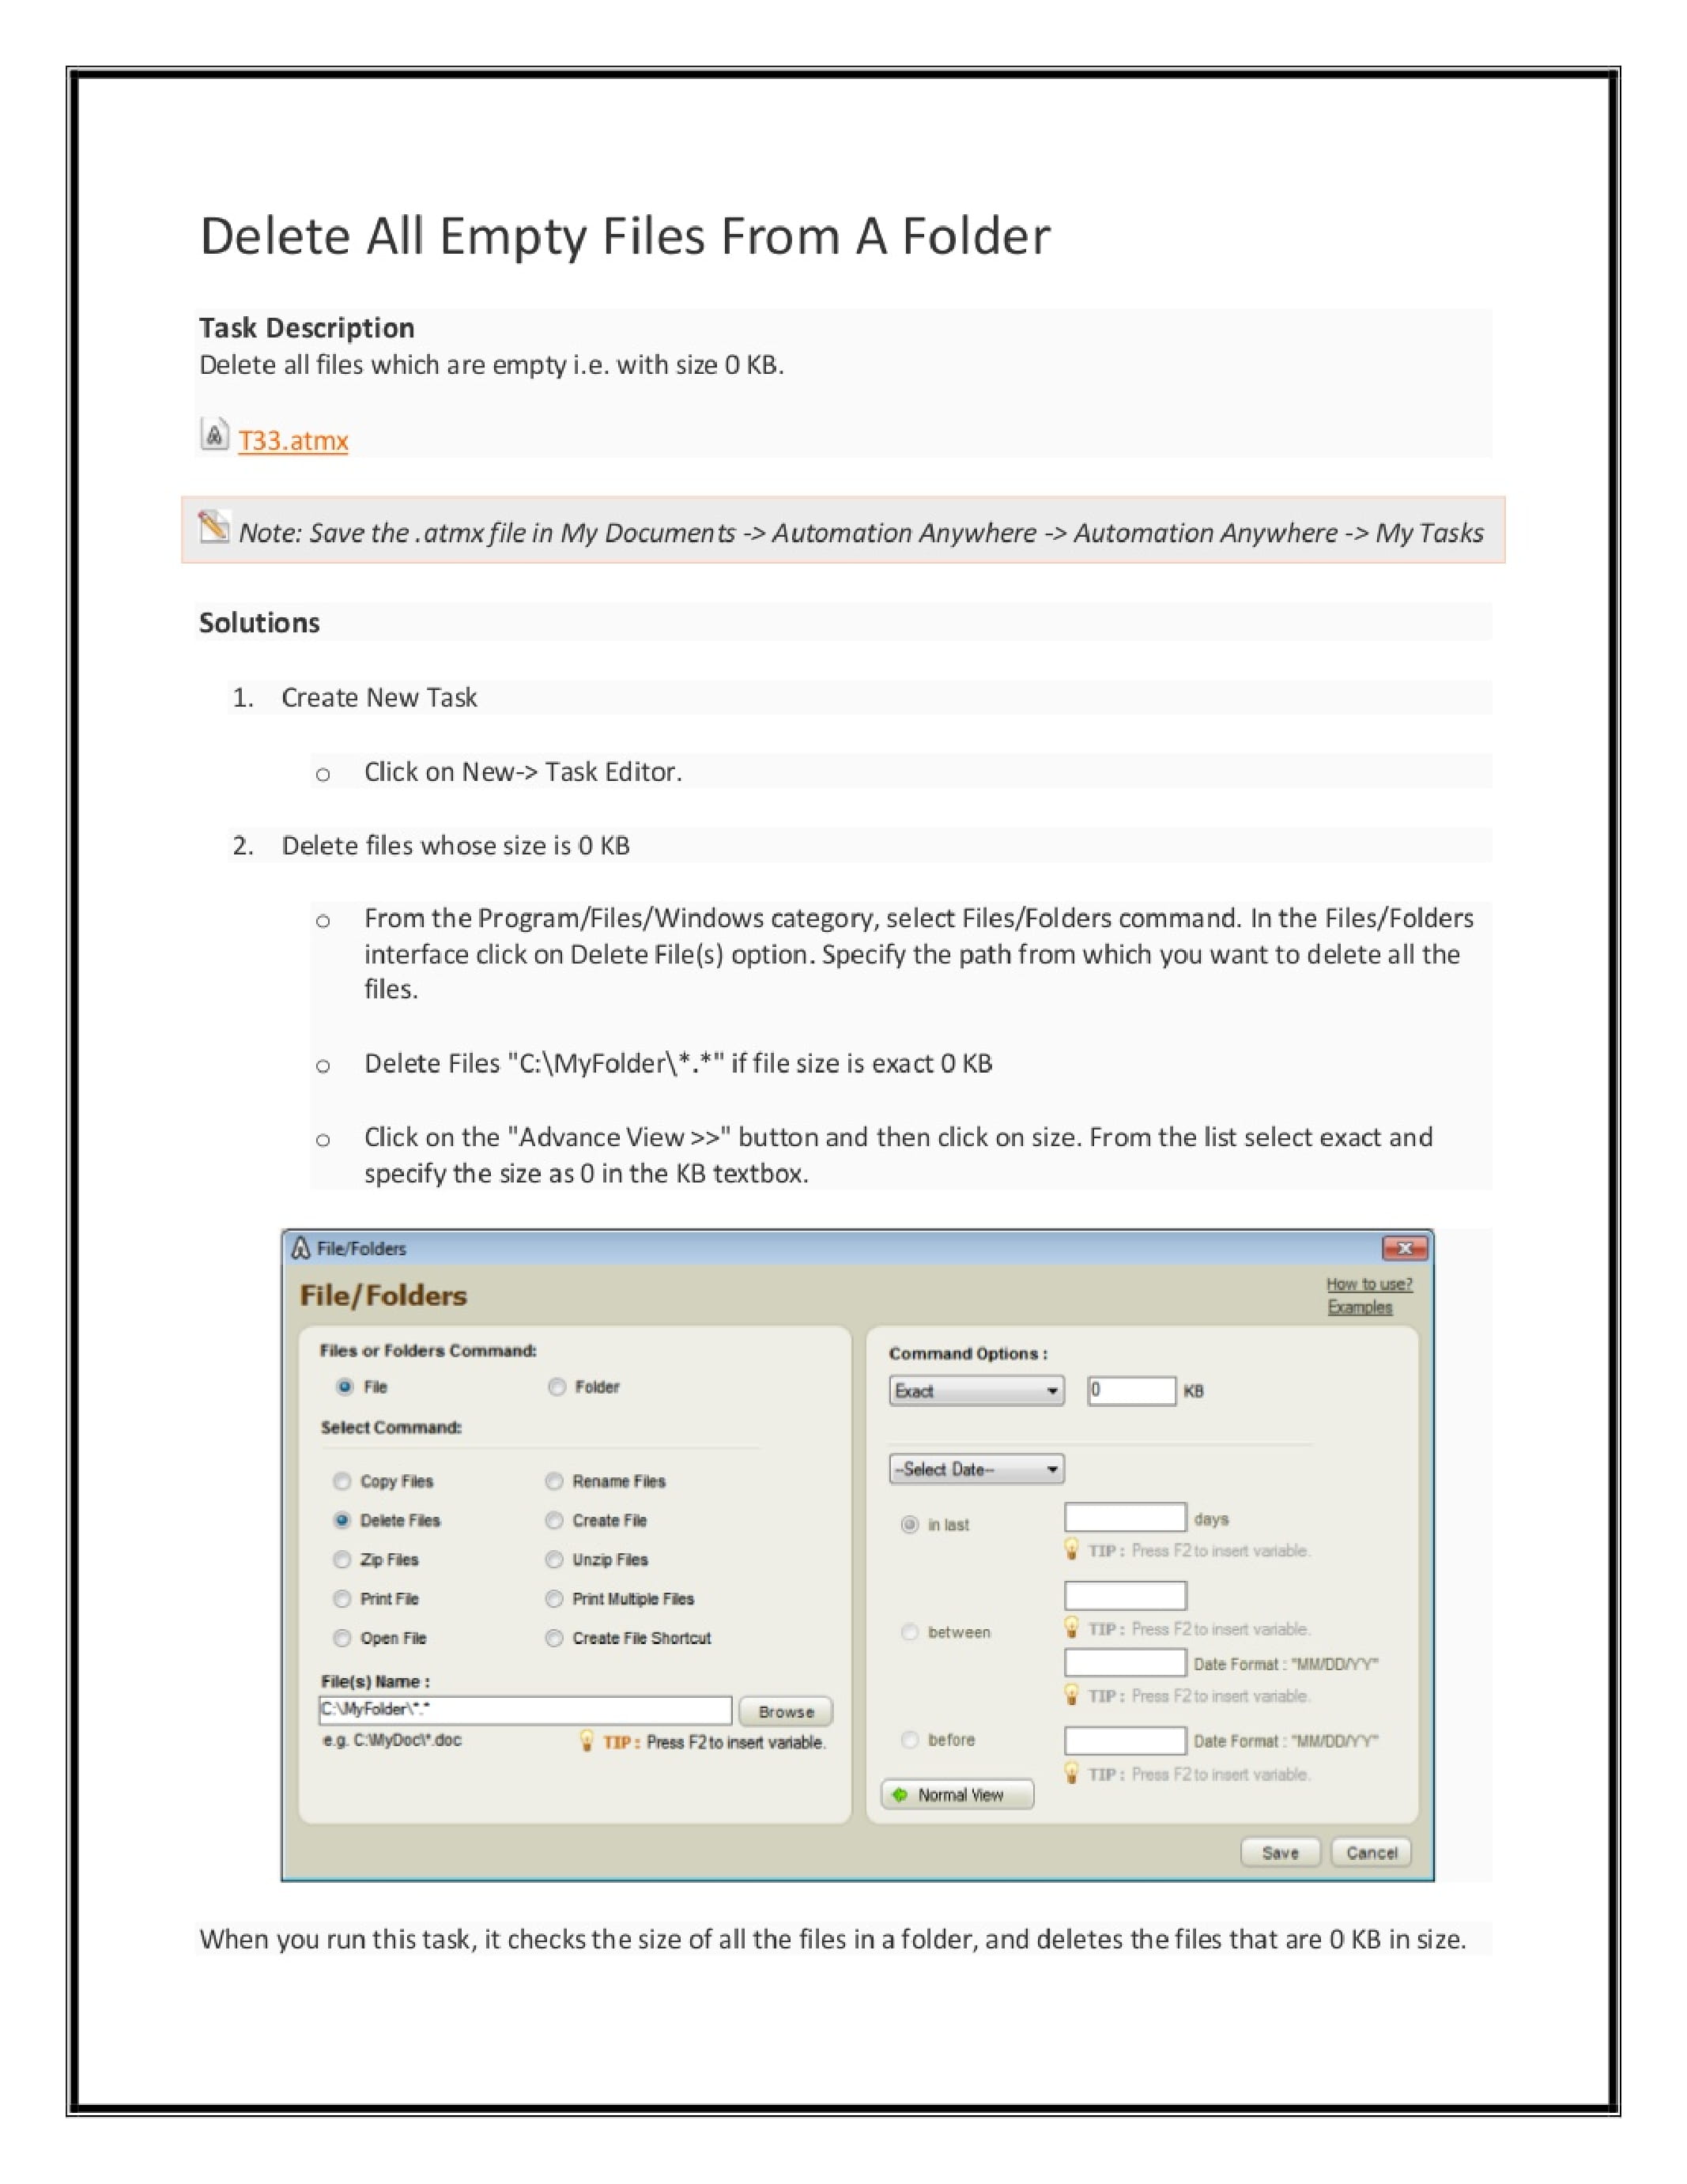 Delete All Empty Files From A Folder
Task Description
Delete all files which are empty i.e. with size 0 KB.
T33.atmx
Note: Save the .atmx file in My Documents -> Automation Anywhere -> Automation Anywhere -> My Tasks
Solutions
1. Create New Task
o Click on New-> Task Editor.
2. Delete files whose size is 0 KB
o From the Program/Files/Windows category, select Files/Folders command. In the Files/Folders
interface click on Delete File(s) option. Specify the path from which you want to delete all the
files.
o Delete Files "C:\MyFolder\*.*" if file size is exact 0 KB
o Click on the "Advance View >>" button and then click on size. From the list select exact and
specify the size as 0 in the KB textbox.
File/Folders
File/Folders
How to use?
Examples
Files or Folders Command:
File Folder
Select Command:
Copy Files Rename Files
Delete Files Create File
Zip Files Unzip Files
Print File Print Multiple Files
Open File Create File Shortcut
File(s) Name :
C:\MyFolder\*.* Browse
e.g. C:\MyDoc\*.doc TIP : Press F2 to insert variable.
Command Options :
Exact 0 KB
--Select Date--
in last days
TIP : Press F2 to insert variable.
between
TIP : Press F2 to insert variable.
Date Format : "MM/DD/YY"
TIP : Press F2 to insert variable.
before Date Format : "MM/DD/YY"
TIP : Press F2 to insert variable.
Normal View
Save Cancel
When you run this task, it checks the size of all the files in a folder, and deletes the files that are 0 KB in size.